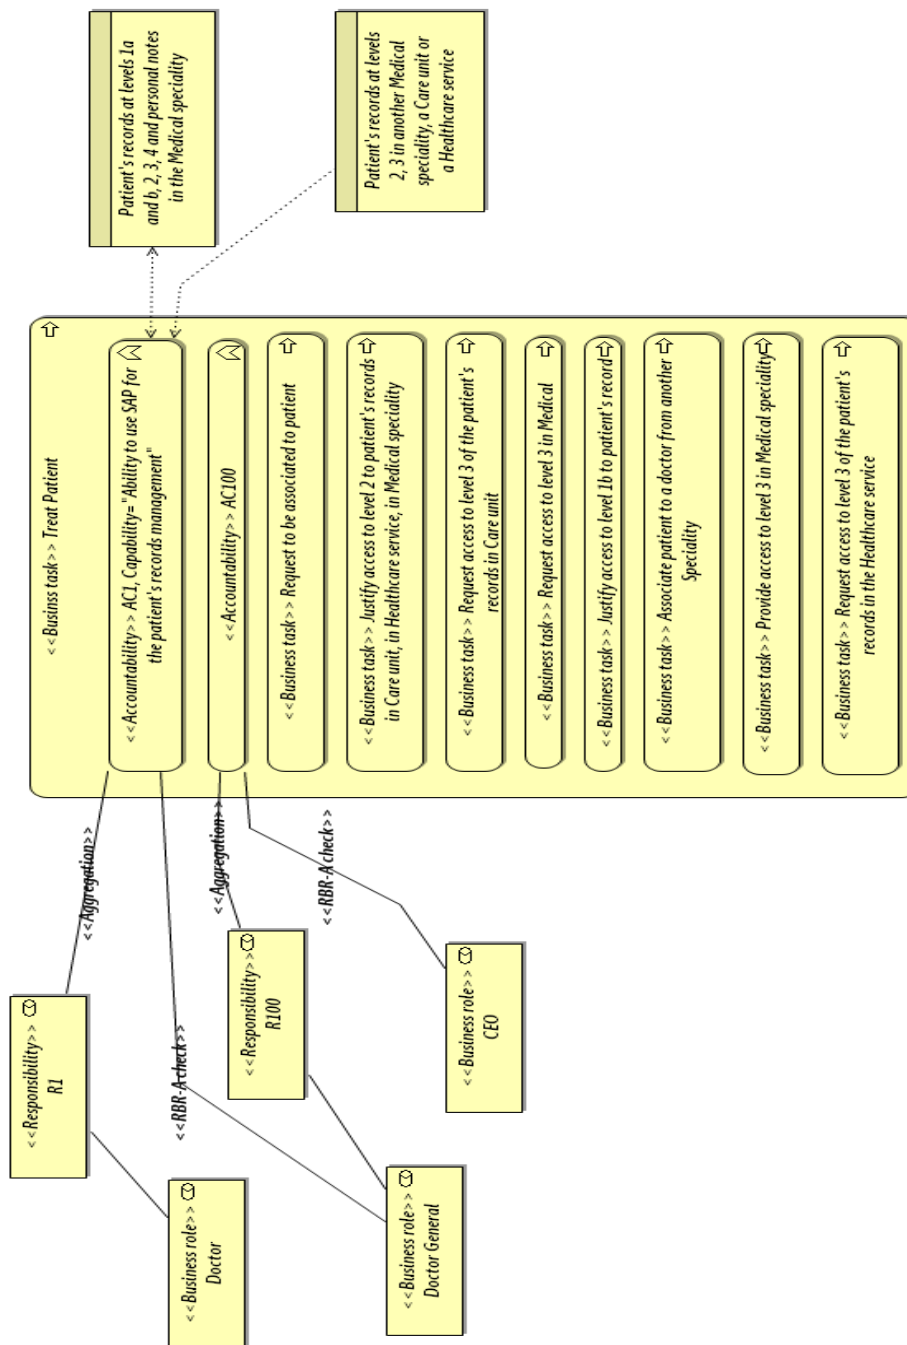 Patient's records at levels 1a
and b, 2, 3, 4 and personal notes
in the Medical speciality
Patient's records at levels
2, 3 in another Medical
speciality, a Care unit or
a Healthcare service
<<Businss task>> Treat Patient
<<Accountability>> AC1, Capability="Ability to use SAP for
the patient's records management"
<<Accountability>> AC100
<<Business task>> Request to be associated to patient
<<Business task>> Justify access to level 2 to patient's records
in Care unit, in Healthcare service, in Medical speciality
<<Business task>> Request access to level 3 of the patient's
records in Care unit
<<Business task>> Request access to level 3 in Medical
<<Business task>> Justify access to level 1b to patient's record
<<Business task>> Associate patient to a doctor from another
Speciality
<<Business task>> Provide access to level 3 in Medical speciality
<<Business task>> Request access to level 3 of the patient's
records in the Healthcare service
<<Aggregation>>
<<RBR-A check>>
<<Aggregation>>
<<RBR-A check>>
<<Responsibility>>
R1
<<Responsibility>>
R100
<<Business role>>
CEO
<<Business role>>
Doctor
<<Business role>>
Doctor General